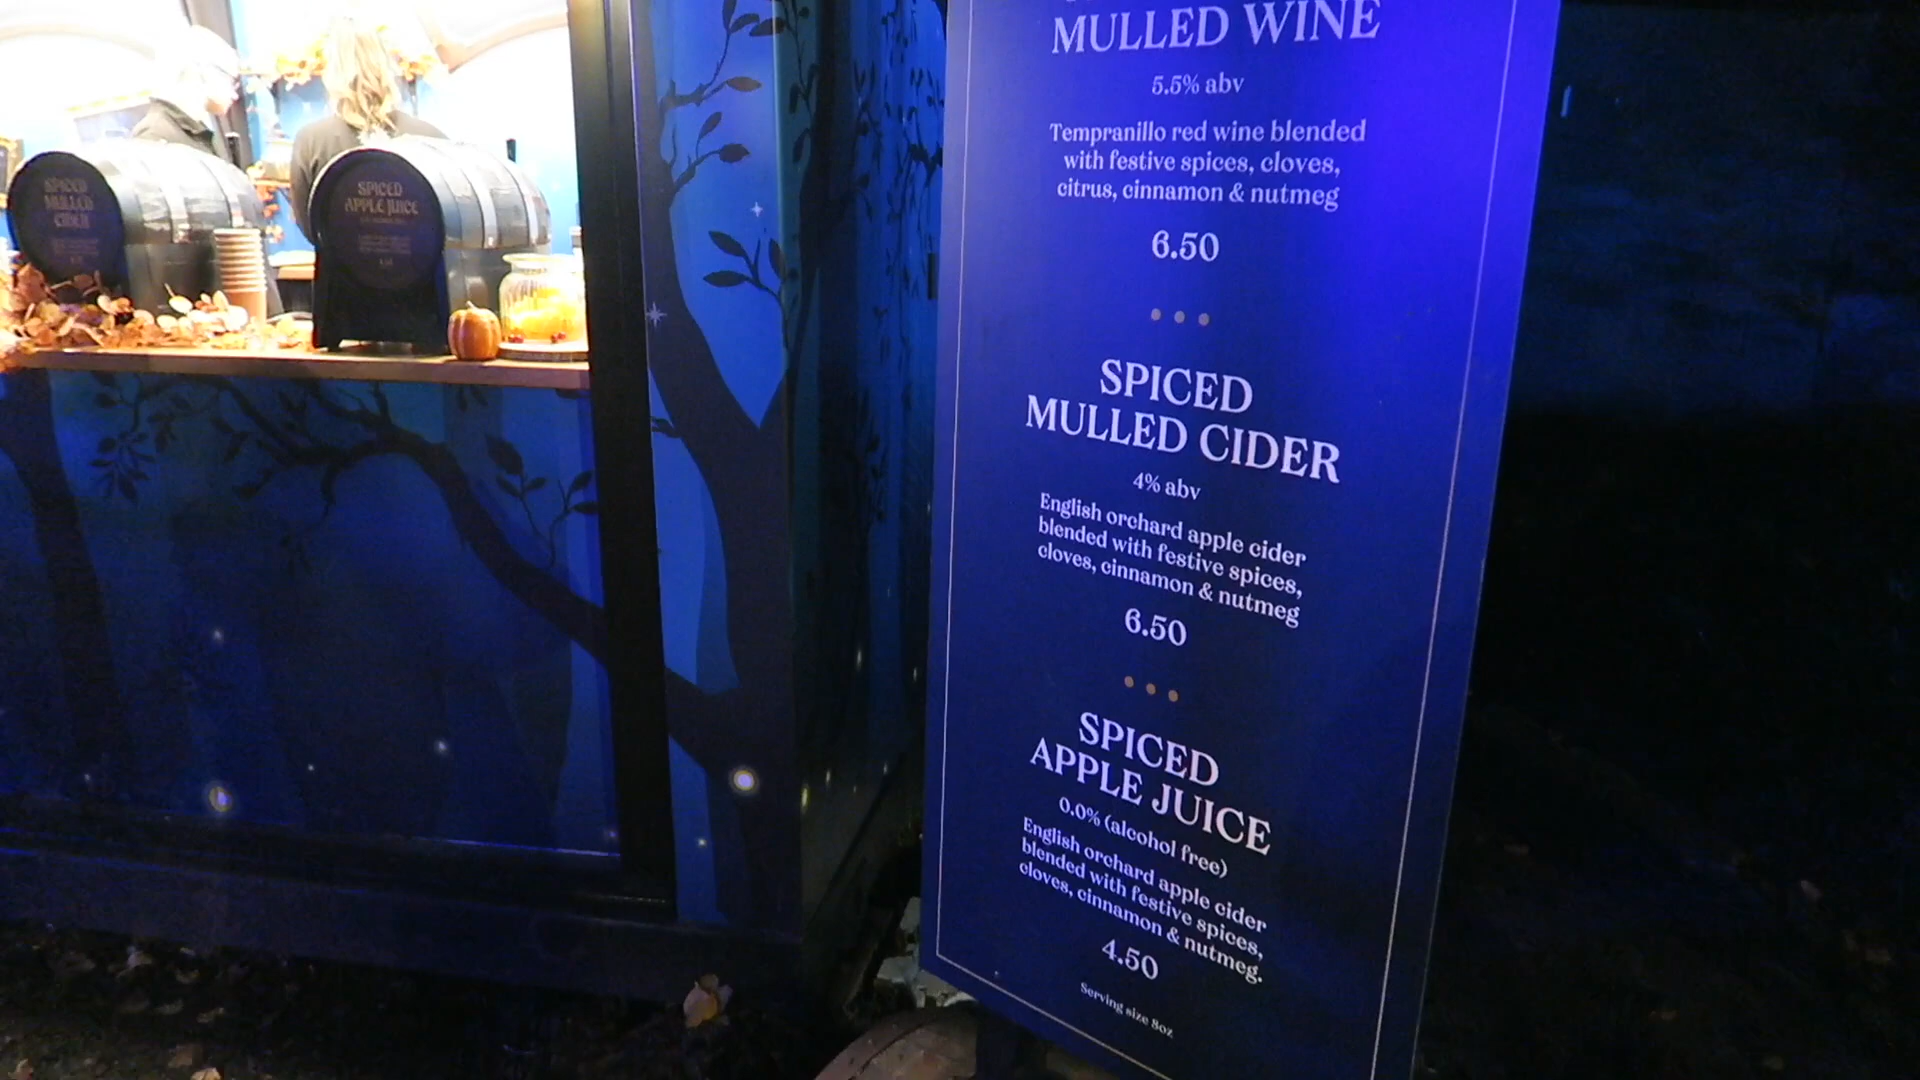 MULLED WINE
5.5% abv
Tempranillo red wine blended
with festive spices, cloves,
citrus, cinnamon & nutmeg
6.50
SPICED
MULLED CIDER
4% abv
English orchard apple cider
blended with festive spices,
cloves, cinnamon & nutmeg
6.50
SPICED
APPLE JUICE
0.0% (alcohol free)
English orchard apple cider
blended with festive spices,
cloves, cinnamon & nutmeg.
4.50
Serving size 8oz
SPICED
MULLED
CIDER
SPICED
APPLE JUICE